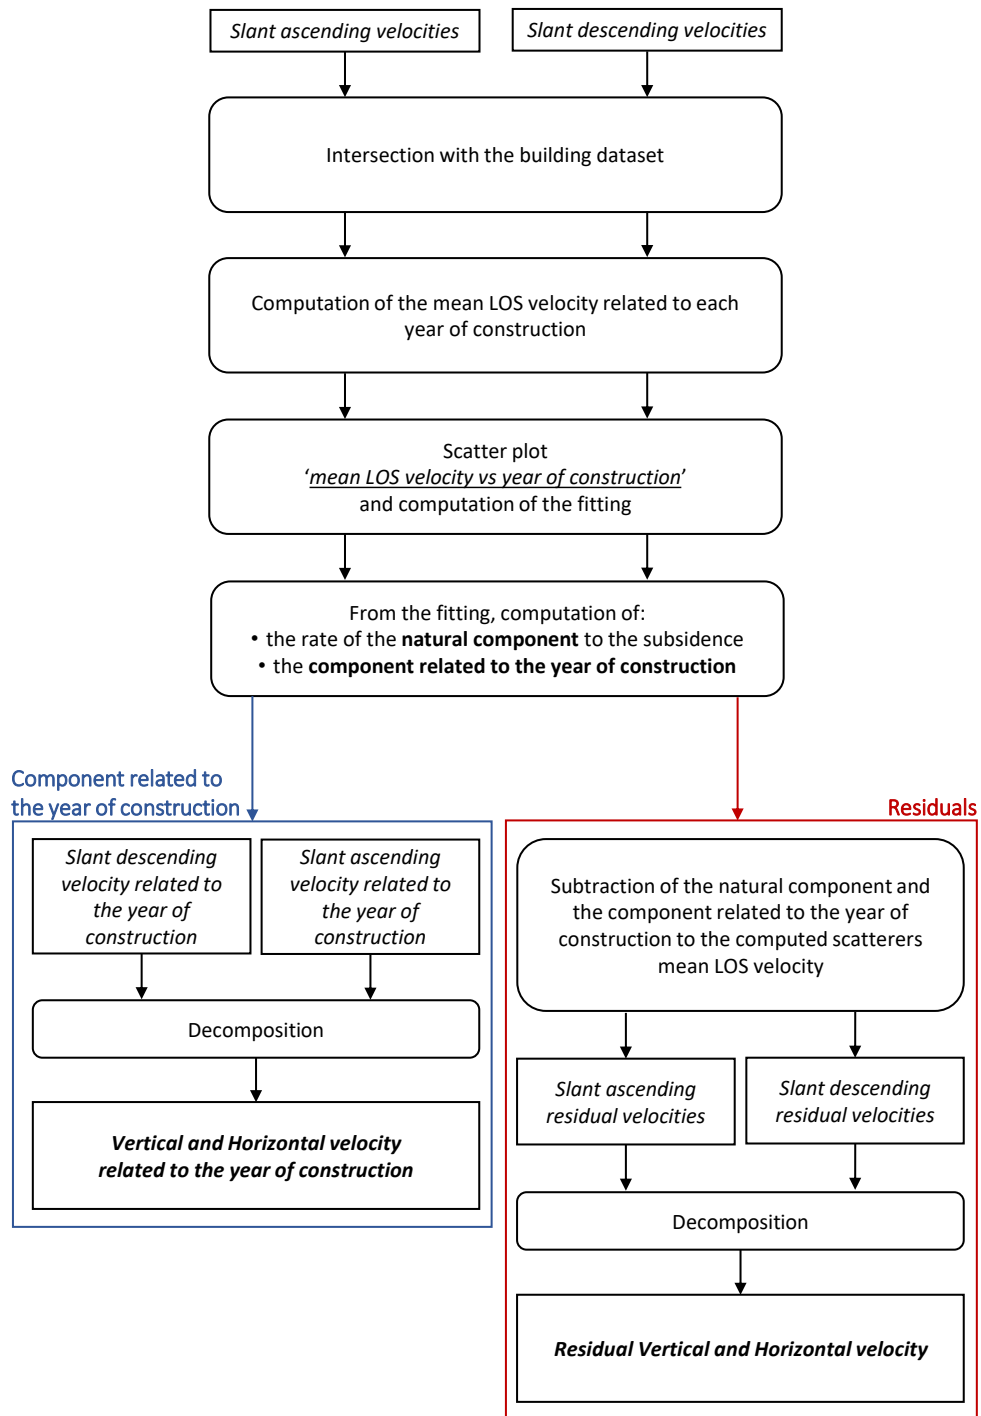 Slant ascending velocities
Slant descending velocities
Intersection with the building dataset
Computation of the mean LOS velocity related to each
year of construction
Scatter plot
‘mean LOS velocity vs year of construction’
and computation of the fitting
From the fitting, computation of:
• the rate of the natural component to the subsidence
• the component related to the year of construction
Component related to
the year of construction
Slant descending
velocity related to
the year of
construction
Slant ascending
velocity related to
the year of
construction
Decomposition
Vertical and Horizontal velocity
related to the year of construction
Residuals
Subtraction of the natural component and
the component related to the year of
construction to the computed scatterers
mean LOS velocity
Slant ascending
residual velocities
Slant descending
residual velocities
Decomposition
Residual Vertical and Horizontal velocity